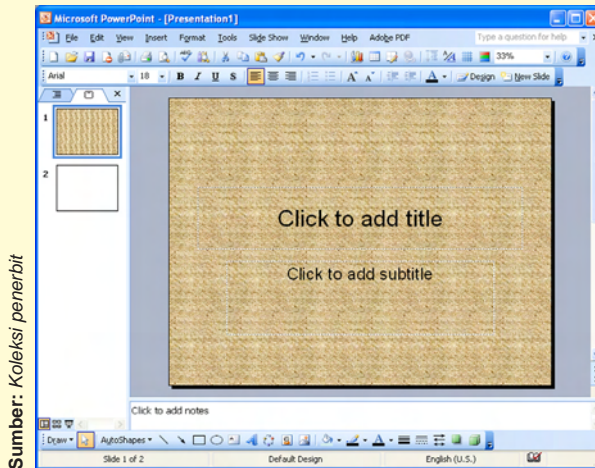 Microsoft PowerPoint - [Presentation1]
File Edit View Insert Format Tools Slide Show Window Help Adobe PDF Type a question for help
33%
Arial 18 B I U S A A A Design New Slide
1
2
Click to add title
Click to add subtitle
Click to add notes
Draw AutoShapes A A
Slide 1 of 2 Default Design English (U.S.)
Sumber: Koleksi penerbit